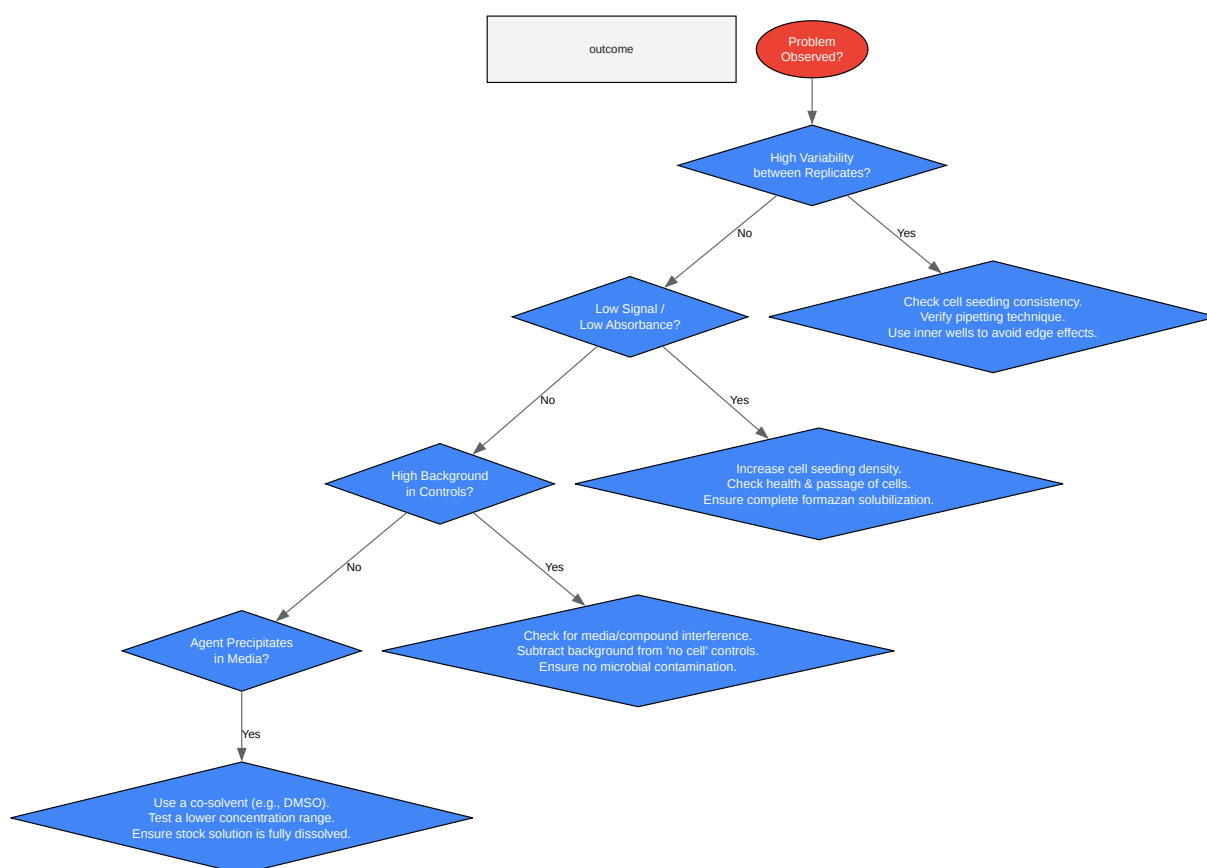 outcome
Problem
Observed?
High Variability
between Replicates?
No
Yes
Low Signal /
Low Absorbance?
Check cell seeding consistency.
Verify pipetting technique.
Use inner wells to avoid edge effects.
No
Yes
High Background
in Controls?
Increase cell seeding density.
Check health & passage of cells.
Ensure complete formazan solubilization.
No
Yes
Agent Precipitates
in Media?
Check for media/compound interference.
Subtract background from 'no cell' controls.
Ensure no microbial contamination.
Yes
Use a co-solvent (e.g., DMSO).
Test a lower concentration range.
Ensure stock solution is fully dissolved.